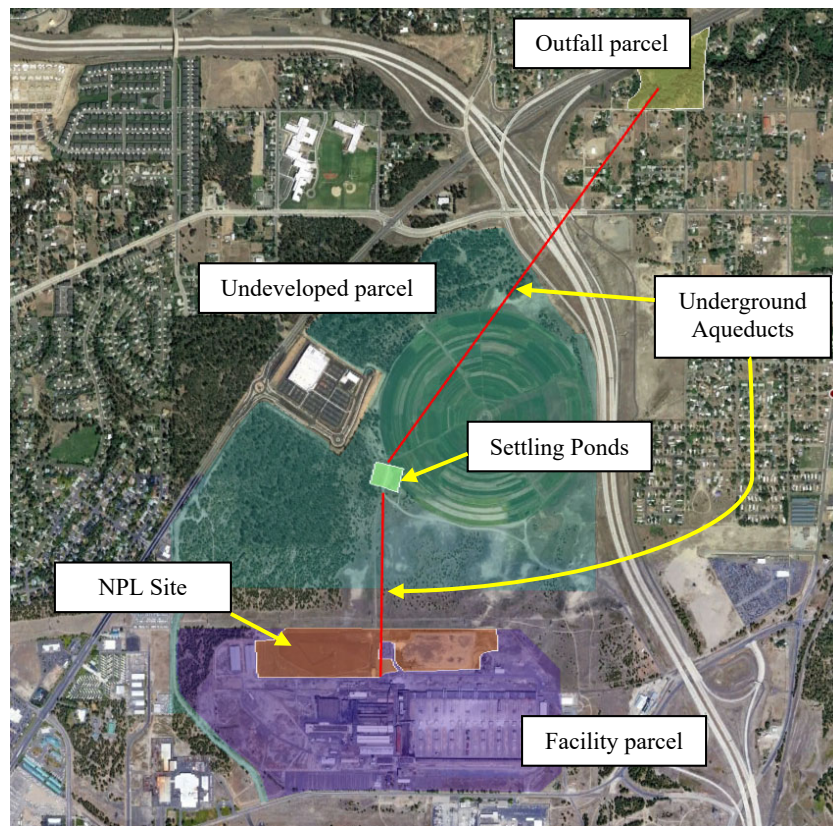 Outfall parcel
Undeveloped parcel
Underground
Aqueducts
Settling Ponds
NPL Site
Facility parcel